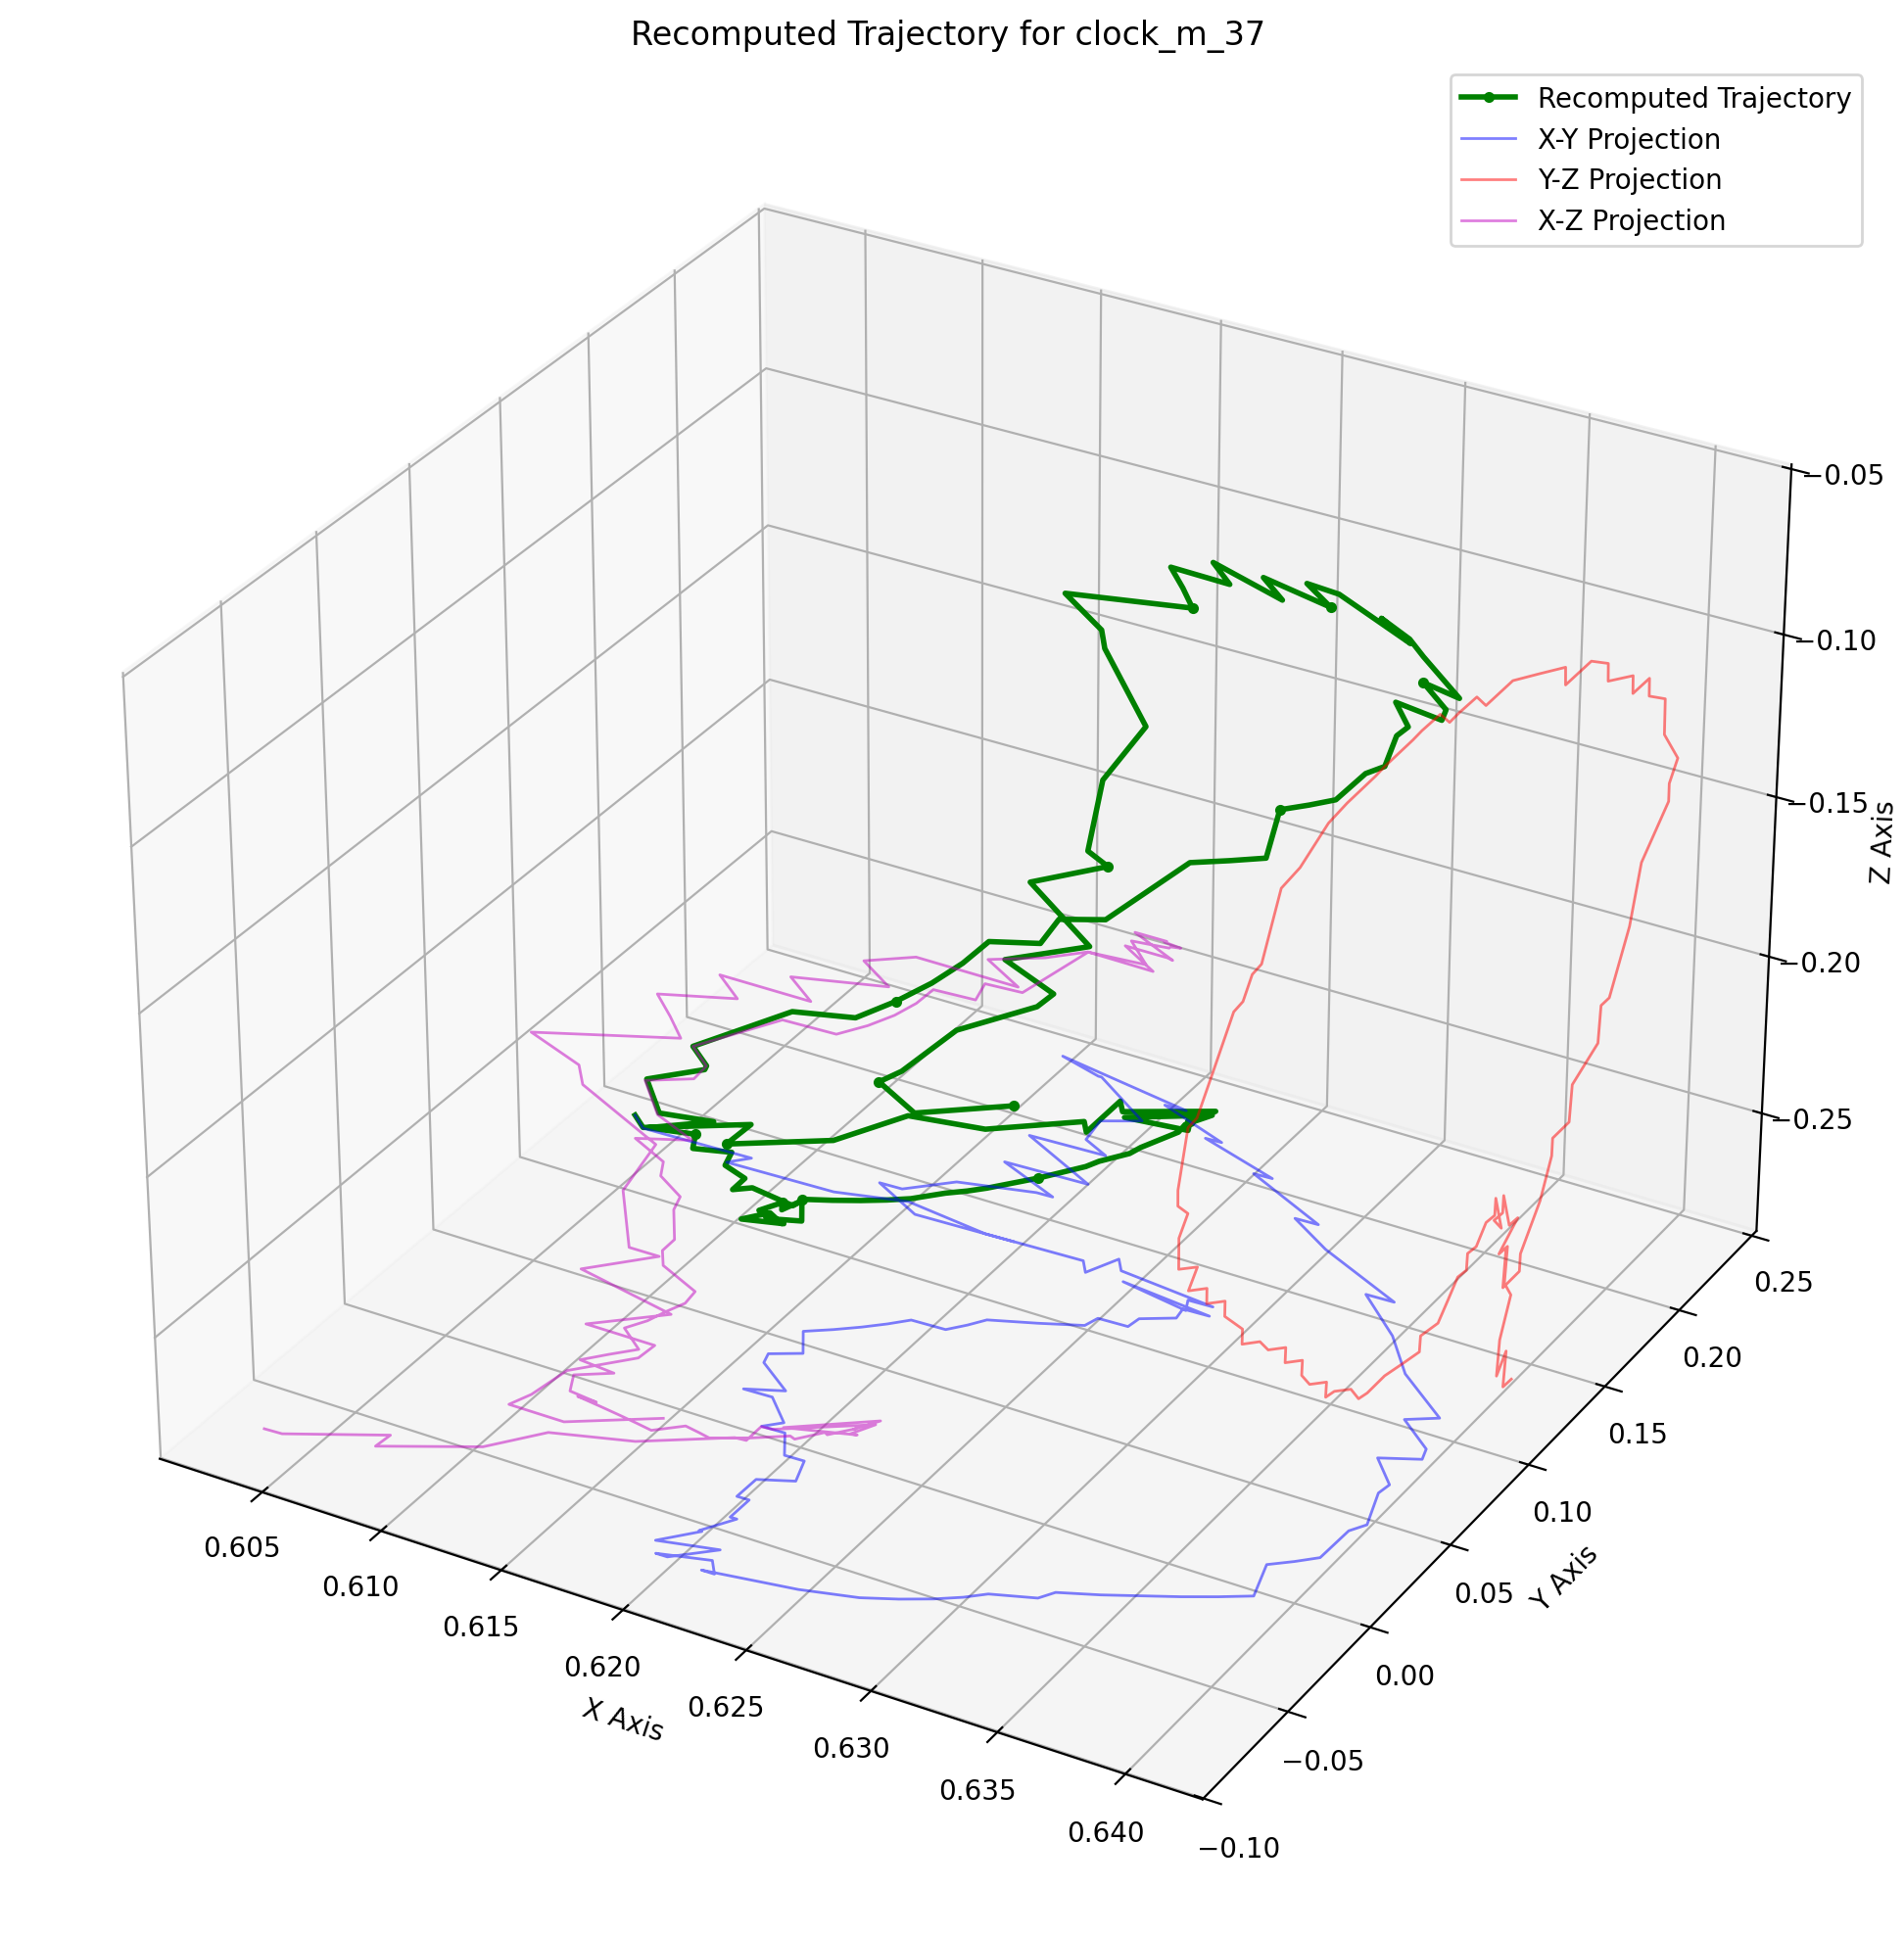 Recomputed Trajectory for clock_m_37
Recomputed Trajectory
X-Y Projection
Y-Z Projection
X-Z Projection
−0.05
−0.10
−0.15
−0.20
−0.25
Z Axis
0.25
0.20
0.15
0.10
0.05
0.00
−0.05
−0.10
Y Axis
0.605
0.610
0.615
0.620
0.625
0.630
0.635
0.640
X Axis